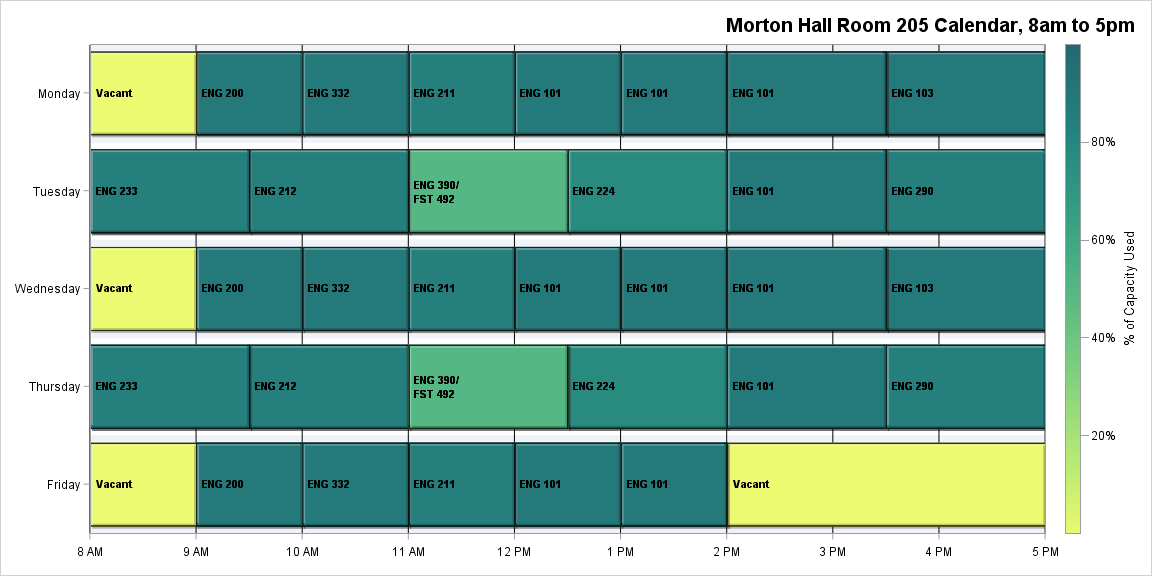 Morton Hall Room 205 Calendar, 8am to 5pm
Monday
Vacant
ENG 200
ENG 332
ENG 211
ENG 101
ENG 101
ENG 101
ENG 103
Tuesday
ENG 233
ENG 212
ENG 390/
FST 492
ENG 224
ENG 101
ENG 290
Wednesday
Vacant
ENG 200
ENG 332
ENG 211
ENG 101
ENG 101
ENG 101
ENG 103
Thursday
ENG 233
ENG 212
ENG 390/
FST 492
ENG 224
ENG 101
ENG 290
Friday
Vacant
ENG 200
ENG 332
ENG 211
ENG 101
ENG 101
Vacant
8 AM
9 AM
10 AM
11 AM
12 PM
1 PM
2 PM
3 PM
4 PM
5 PM
80%
60%
40%
20%
% of Capacity Used